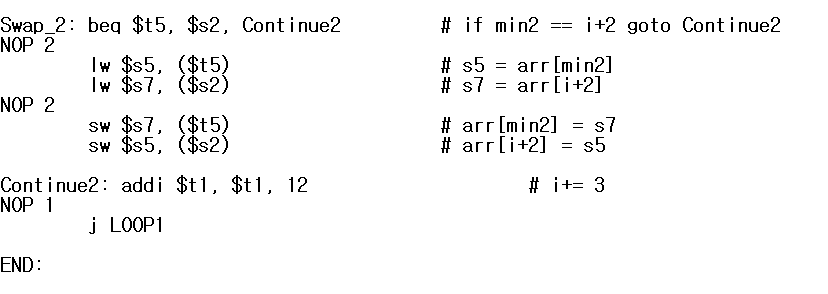 Swap_2: beq $t5, $s2, Continue2 # if min2 == i+2 goto Continue2
NOP 2
lw $s5, ($t5) # s5 = arr[min2]
lw $s7, ($s2) # s7 = arr[i+2]
NOP 2
sw $s7, ($t5) # arr[min2] = s7
sw $s5, ($s2) # arr[i+2] = s5
Continue2: addi $t1, $t1, 12 # i+= 3
NOP 1
j LOOP1
END: